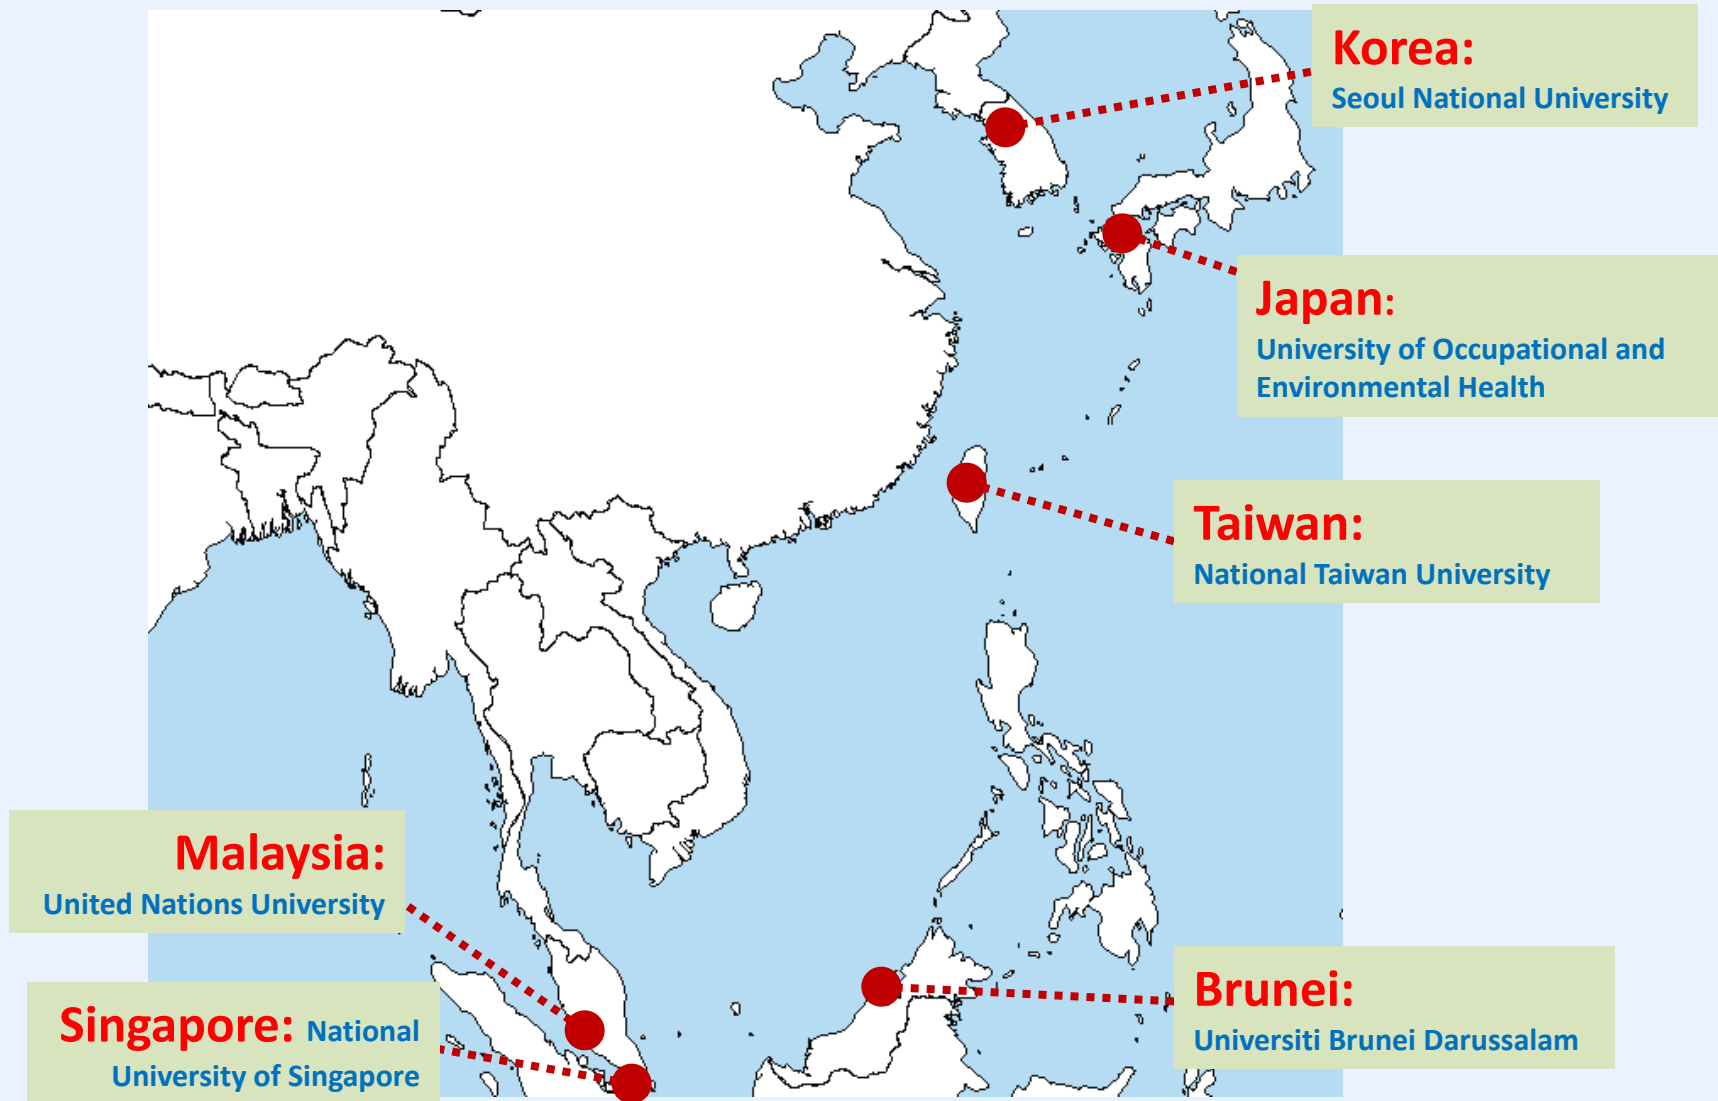 Korea:
Seoul National University
Japan:
University of Occupational and
Environmental Health
Taiwan:
National Taiwan University
Malaysia:
United Nations University
Singapore: National
University of Singapore
Brunei:
Universiti Brunei Darussalam